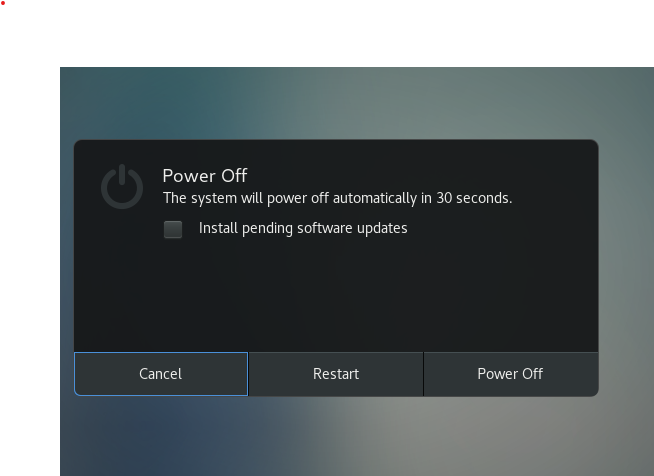 Power Off
The system will power off automatically in 30 seconds.
Install pending software updates
Cancel
Restart
Power Off